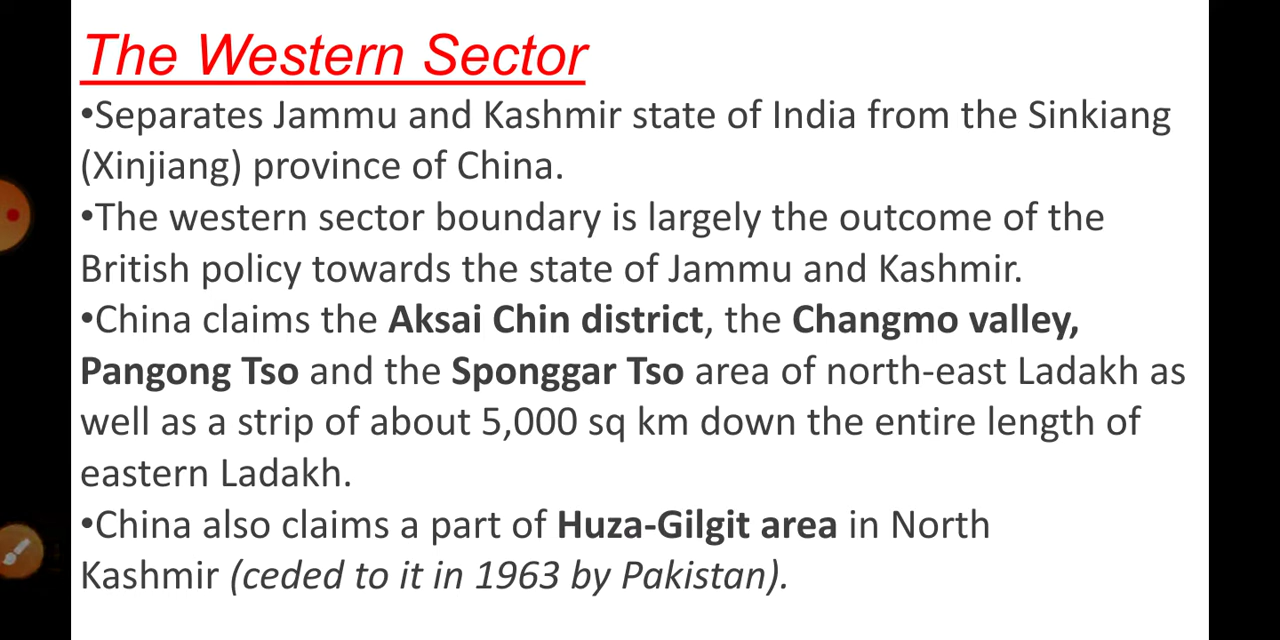 The Western Sector
•Separates Jammu and Kashmir state of India from the Sinkiang
(Xinjiang) province of China.
•The western sector boundary is largely the outcome of the
British policy towards the state of Jammu and Kashmir.
•China claims the Aksai Chin district, the Changmo valley,
Pangong Tso and the Sponggar Tso area of north-east Ladakh as
well as a strip of about 5,000 sq km down the entire length of
eastern Ladakh.
•China also claims a part of Huza-Gilgit area in North
Kashmir (ceded to it in 1963 by Pakistan).